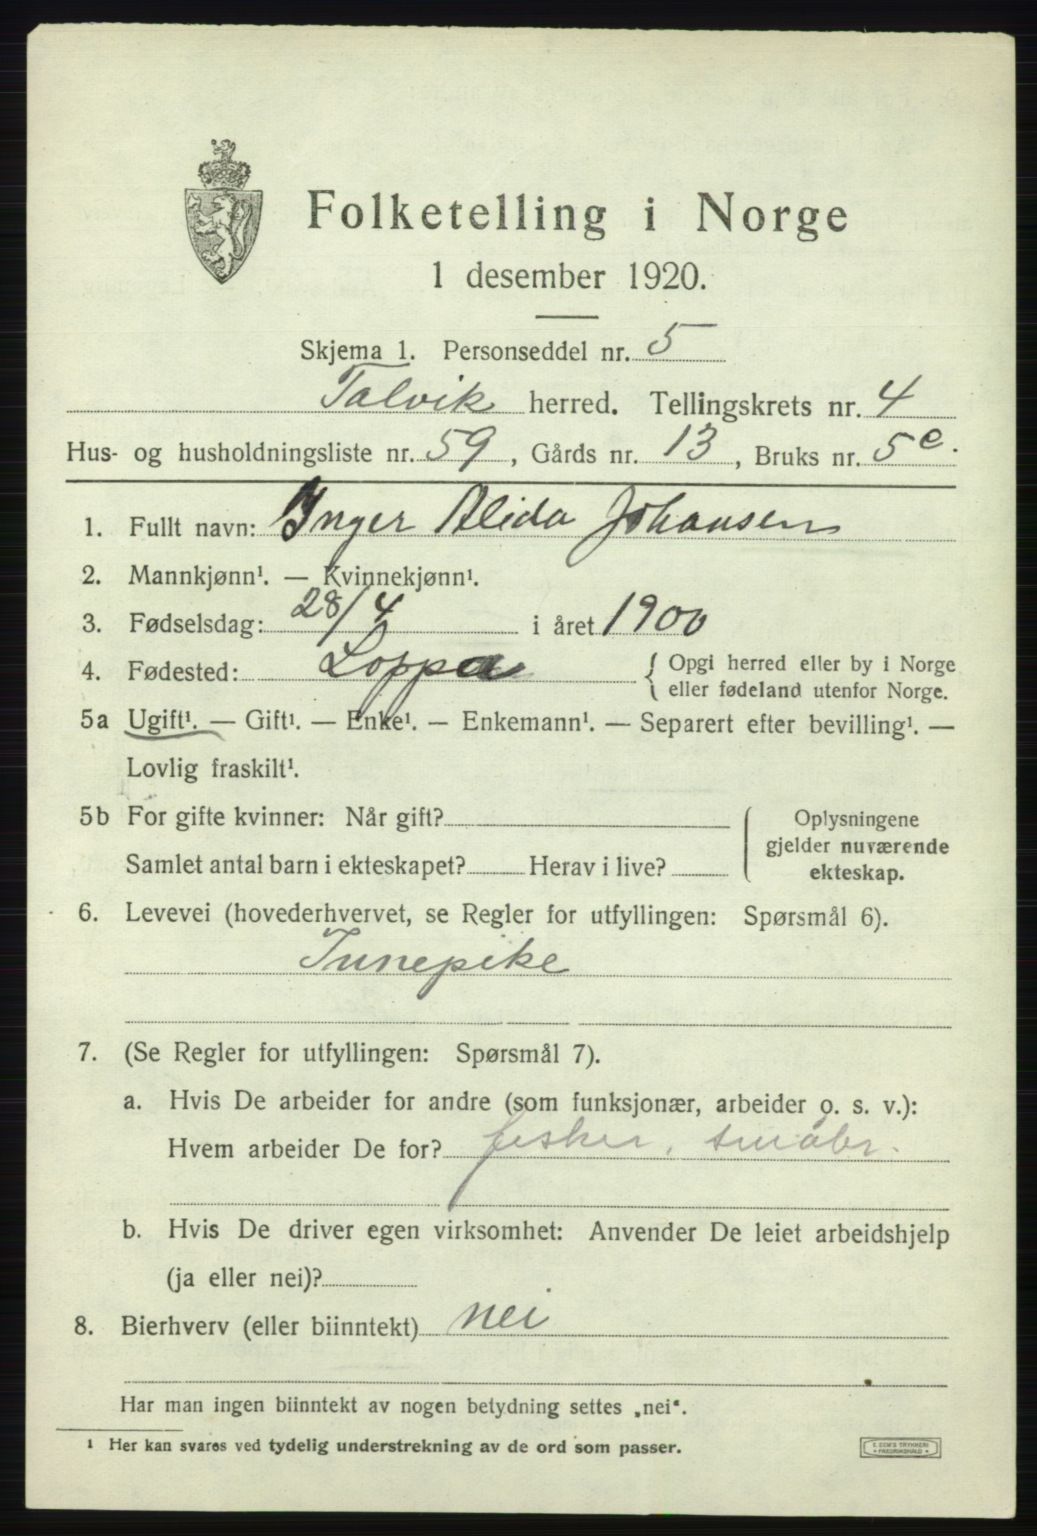 Folketelling i Norge
1 desember 1920.
Skjema 1. Personseddel nr. 5
Talvik herred. Tellingskrets nr. 4
Hus- og husholdningsliste nr. 59, Gårds nr. 13, Bruks nr. 5e.
1. Fullt navn: Inger Alida Johansen
2. Mannkjønn¹. — Kvinnekjønn¹.
3. Fødselsdag: 28/4 i året 1900
4. Fødested: Loppa { Opgi herred eller by i Norge
eller fødeland utenfor Norge.
5a Ugift¹. — Gift¹. — Enke¹. — Enkemann¹. — Separert efter bevilling¹. —
Lovlig fraskilt¹.
5b For gifte kvinner: Når gift?
Samlet antal barn i ekteskapet? Herav i live?
Oplysningene
gjelder nuværende
ekteskap.
6. Levevei (hovederhvervet, se Regler for utfyllingen: Spørsmål 6).
Tunepike
7. (Se Regler for utfyllingen: Spørsmål 7).
a. Hvis De arbeider for andre (som funksjonær, arbeider o. s. v.):
Hvem arbeider De for? fisker, småbr.
b. Hvis De driver egen virksomhet: Anvender De leiet arbeidshjelp
(ja eller nei)?
8. Bierhverv (eller biinntekt) nei
Har man ingen biinntekt av nogen betydning settes „nei“.
¹ Her kan svares ved tydelig understrekning av de ord som passer.
E. SEM'S TRYKKERI
FREDRIKSHALD